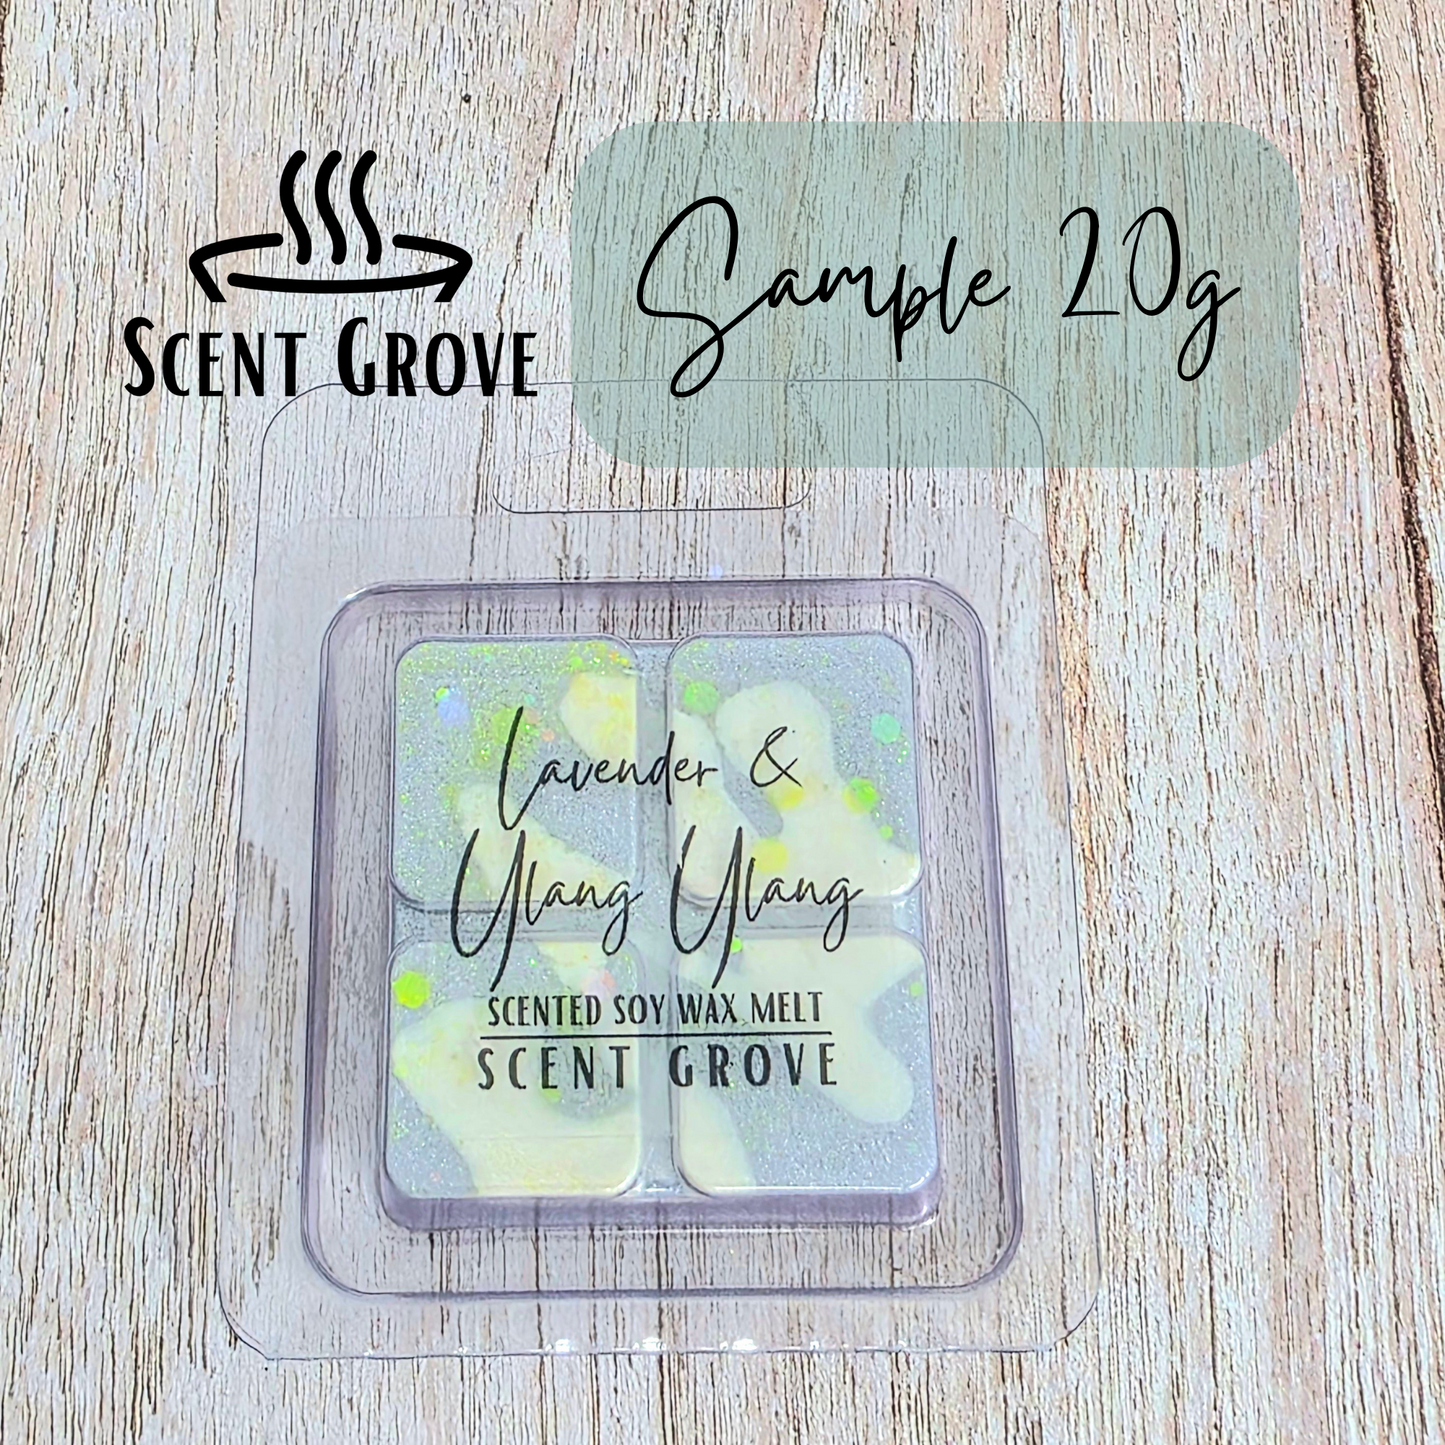 SCENT GROVE
Sample 20g
Lavender &
Ylang Ylang
SCENTED SOY WAX MELT
SCENT GROVE